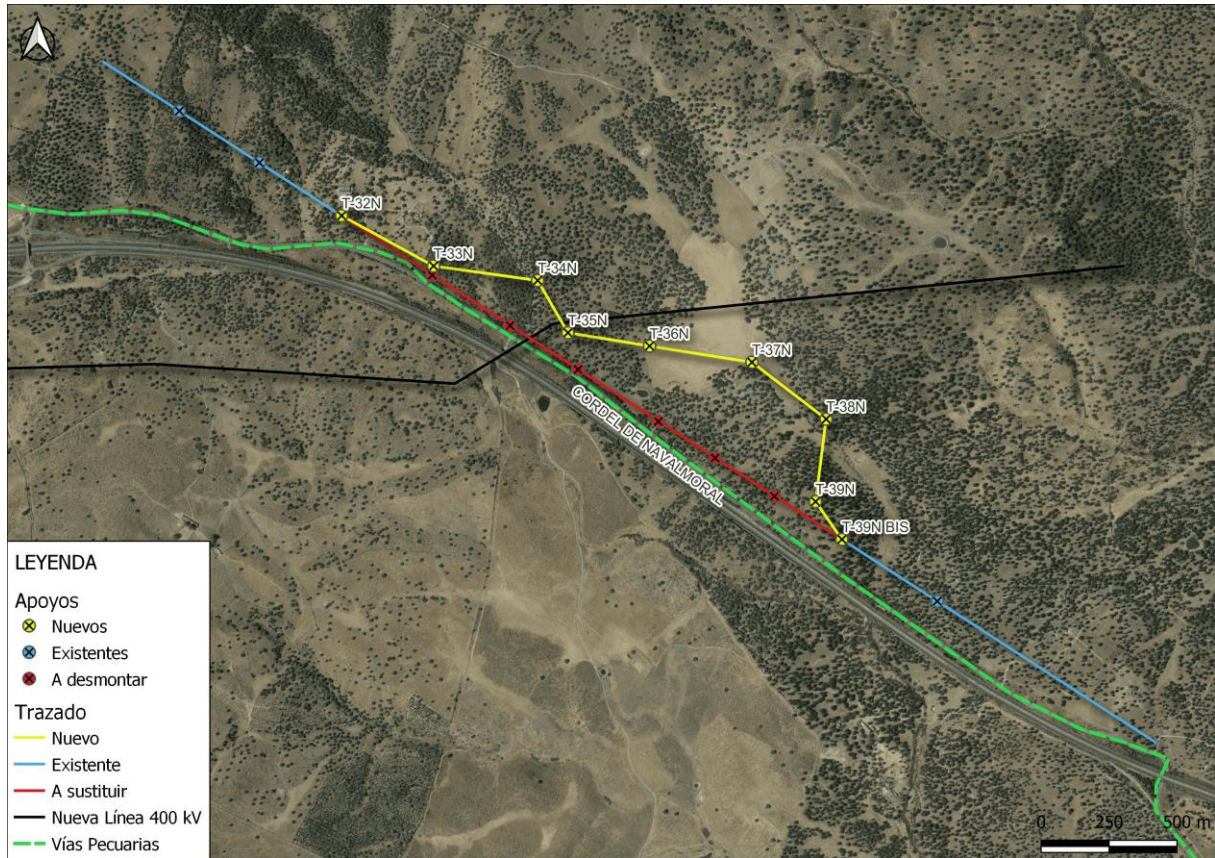 T-32N
T-33N
T-34N
T-35N
T-36N
T-37N
T-38N
T-39N
T-39N BIS
CORDEL DE NAVALMORAL
LEYENDA
Apoyos
Nuevos
Existentes
A desmontar
Trazado
Nuevo
Existente
A sustituir
Nueva Línea 400 kV
Vías Pecuarias
0 250 500 m